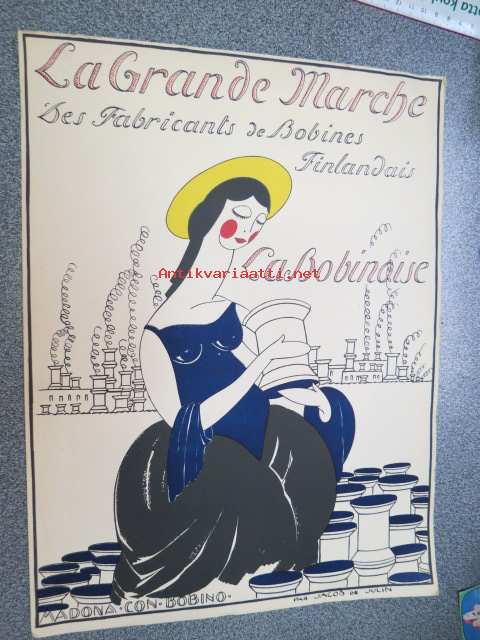 La Grande Marche
Des Fabricants de Bobines
Finlandais
La Bobinaise
Antikvariaatti.net
MADONA·CON·BOBINO·
PAR JACOB DE JULIN